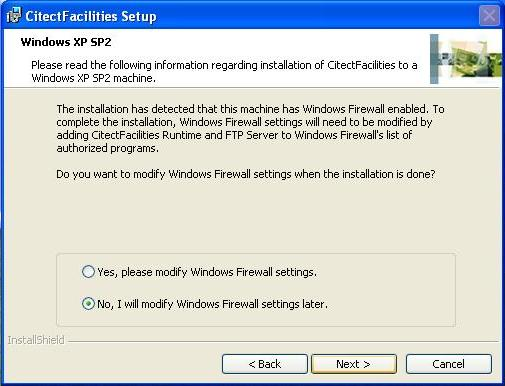 CitectFacilities Setup
Windows XP SP2
Please read the following information regarding installation of CitectFacilities to a
Windows XP SP2 machine.
The installation has detected that this machine has Windows Firewall enabled. To
complete the installation, Windows Firewall settings will need to be modified by
adding CitectFacilities Runtime and FTP Server to Windows Firewall's list of
authorized programs.
Do you want to modify Windows Firewall settings when the installation is done?
Yes, please modify Windows Firewall settings.
No, I will modify Windows Firewall settings later.
InstallShield
< Back
Next >
Cancel